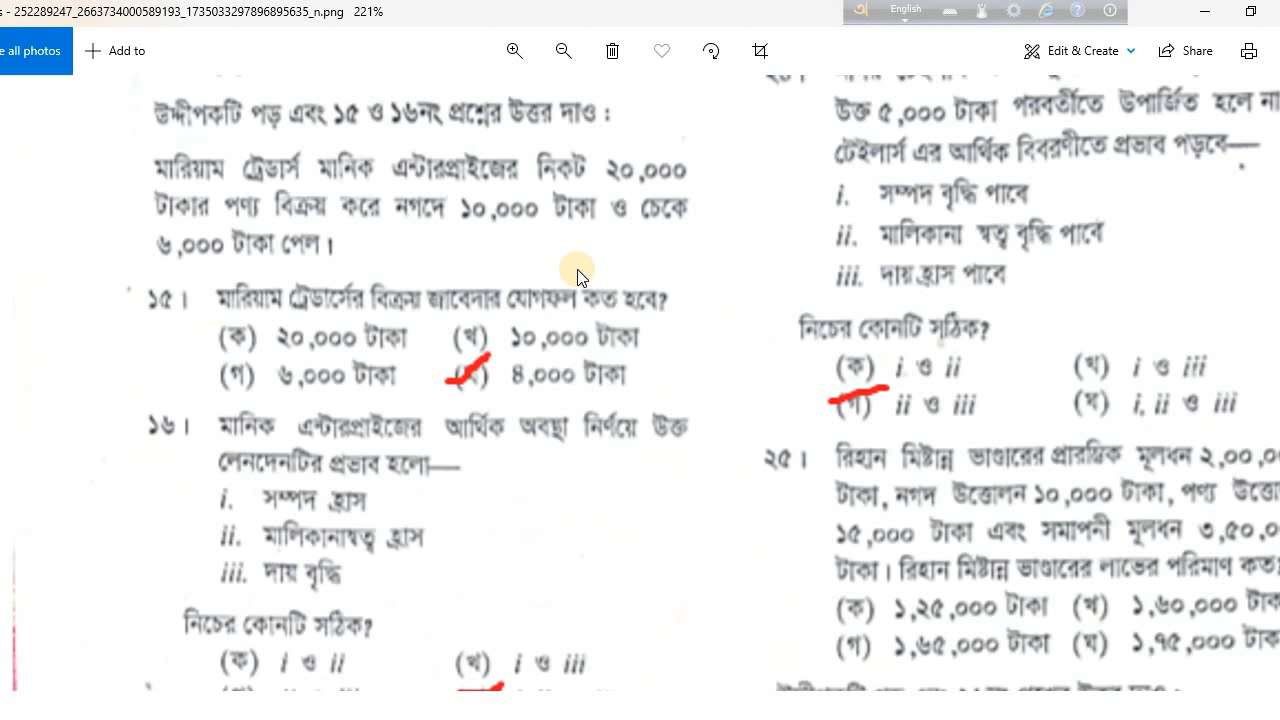 s - 252289247_2663734000589193_1735033297896895635_n.png 221%
English
e all photos
Add to
Edit & Create
Share
উদ্দীপকটি পড় এবং ১৫ ও ১৬নং প্রশ্নের উত্তর দাও :
মারিয়াম ট্রেডার্স মানিক এন্টারপ্রাইজের নিকট ২০,০০০
টাকার পণ্য বিক্রয় করে নগদে ১০,০০০ টাকা ও চেকে
৬,০০০ টাকা পেল।
১৫। মারিয়াম ট্রেডার্সের বিক্রয় জাবেদার যোগফল কত হবে?
(ক) ২০,০০০ টাকা (খ) ১০,০০০ টাকা
(গ) ৬,০০০ টাকা (ঘ) ৪,০০০ টাকা
১৬। মানিক এন্টারপ্রাইজের আর্থিক অবস্থা নির্ণয়ে উক্ত
লেনদেনটির প্রভাব হলো—
i. সম্পদ হ্রাস
ii. মালিকানাস্বত্ব হ্রাস
iii. দায় বৃদ্ধি
নিচের কোনটি সঠিক?
(ক) i ও ii (খ) i ও iii
উক্ত ৫,০০০ টাকা পরবর্তীতে উপার্জিত হলে না
টেইলার্স এর আর্থিক বিবরণীতে প্রভাব পড়বে—
i. সম্পদ বৃদ্ধি পাবে
ii. মালিকানা স্বত্ব বৃদ্ধি পাবে
iii. দায় হ্রাস পাবে
নিচের কোনটি সঠিক?
(ক) i ও ii (খ) i ও iii
(গ) ii ও iii (ঘ) i, ii ও iii
২৫। রিহান মিষ্টান্ন ভাণ্ডারের প্রারম্ভিক মূলধন ২,০০,০
টাকা, নগদ উত্তোলন ১০,০০০ টাকা, পণ্য উত্তো
১৫,০০০ টাকা এবং সমাপনী মূলধন ৩,৫০,০
টাকা। রিহান মিষ্টান্ন ভাণ্ডারের লাভের পরিমাণ কত?
(ক) ১,২৫,০০০ টাকা (খ) ১,৬০,০০০ টাক
(গ) ১,৬৫,০০০ টাকা (ঘ) ১,৭৫,০০০ টাক